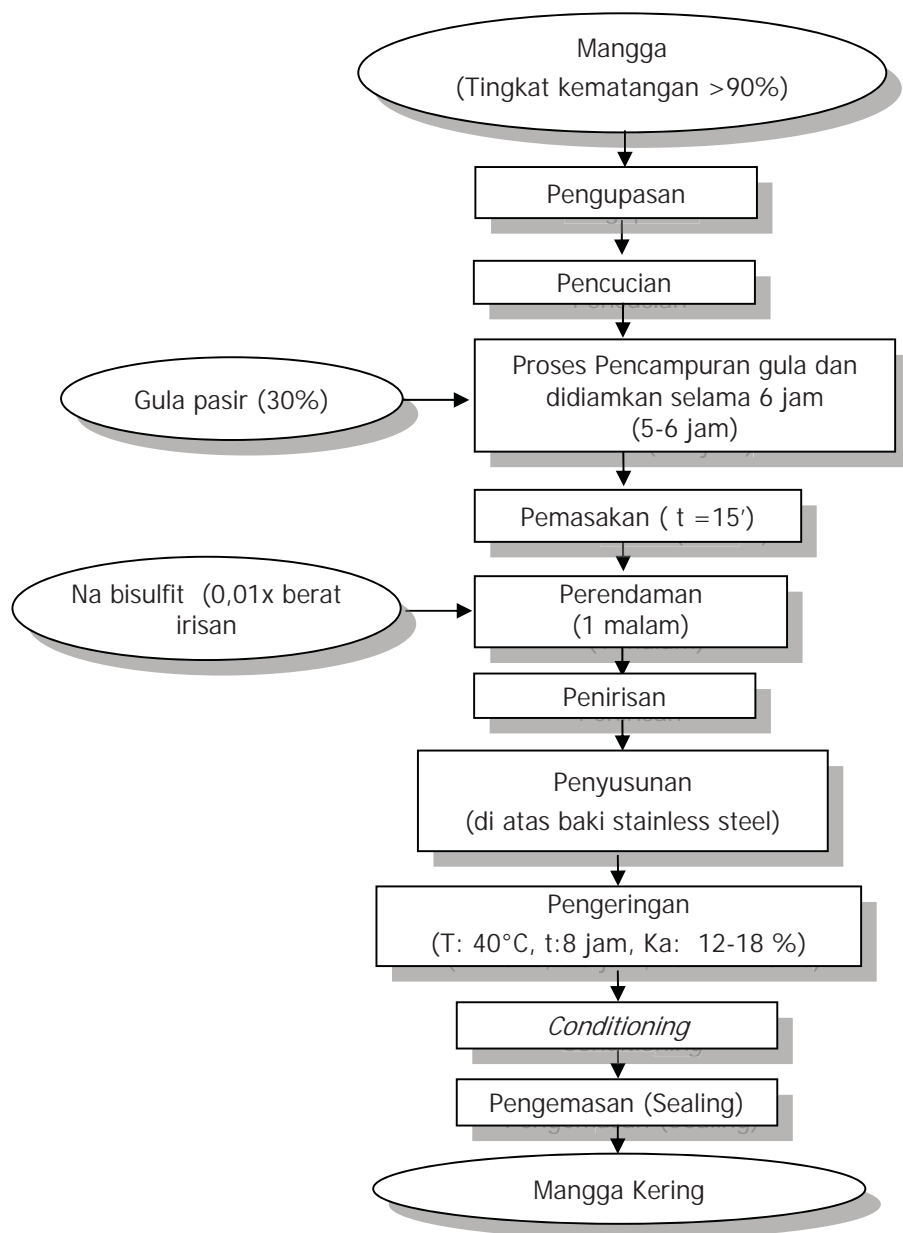 Mangga
(Tingkat kematangan >90%)
Pengupasan
Pencucian
Proses Pencampuran gula dan
didiamkan selama 6 jam
(5-6 jam)
Gula pasir (30%)
Pemasakan ( t =15')
Na bisulfit (0,01x berat
irisan
Perendaman
(1 malam)
Penirisan
Penyusunan
(di atas baki stainless steel)
Pengeringan
(T: 40°C, t:8 jam, Ka: 12-18 %)
Conditioning
Pengemasan (Sealing)
Mangga Kering